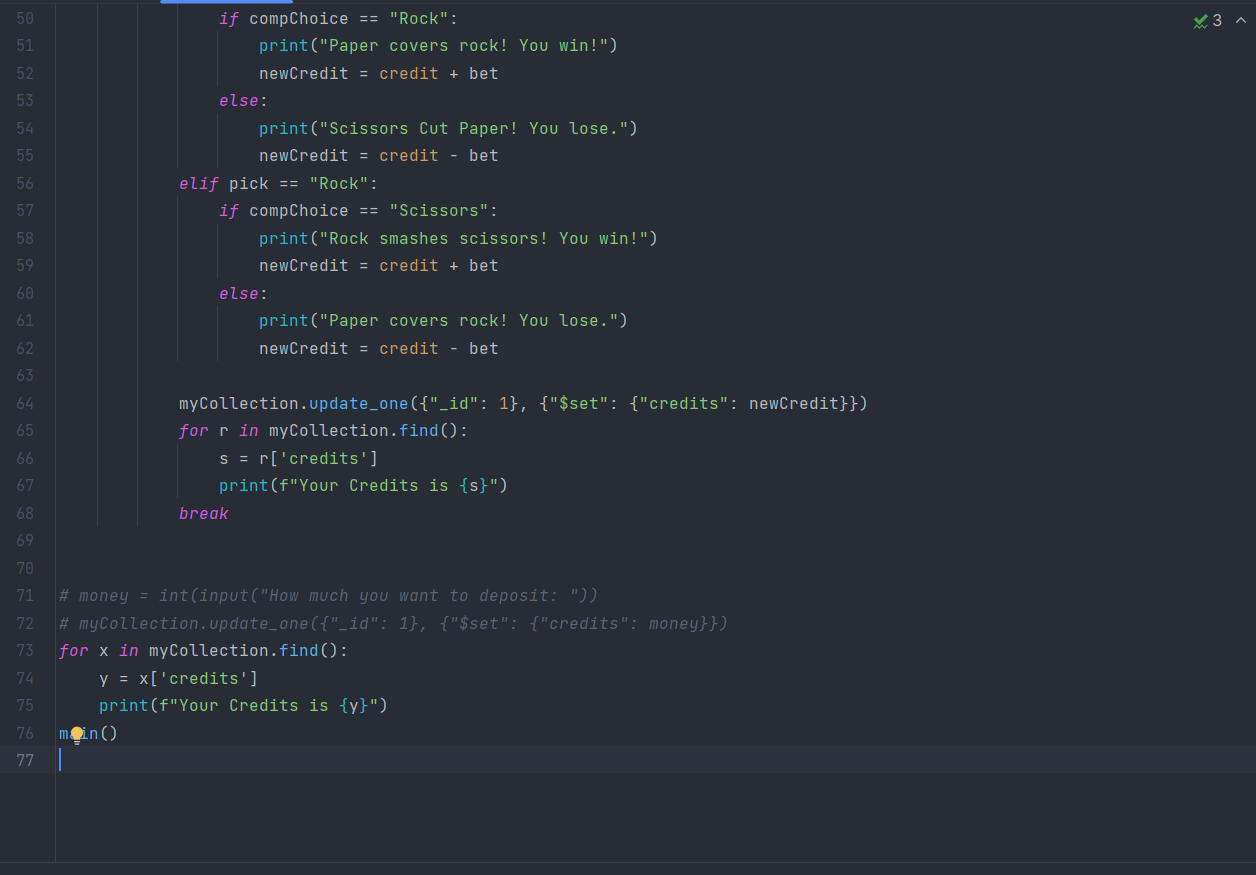 50 if compChoice == "Rock":
3
51 print("Paper covers rock! You win!")
52 newCredit = credit + bet
53 else:
54 print("Scissors Cut Paper! You lose.")
55 newCredit = credit - bet
56 elif pick == "Rock":
57 if compChoice == "Scissors":
58 print("Rock smashes scissors! You win!")
59 newCredit = credit + bet
60 else:
61 print("Paper covers rock! You lose.")
62 newCredit = credit - bet
63
64 myCollection.update_one({"_id": 1}, {"$set": {"credits": newCredit}})
65 for r in myCollection.find():
66 s = r['credits']
67 print(f"Your Credits is {s}")
68 break
69
70
71 # money = int(input("How much you want to deposit: "))
72 # myCollection.update_one({"_id": 1}, {"$set": {"credits": money}})
73 for x in myCollection.find():
74 y = x['credits']
75 print(f"Your Credits is {y}")
76 main()
77